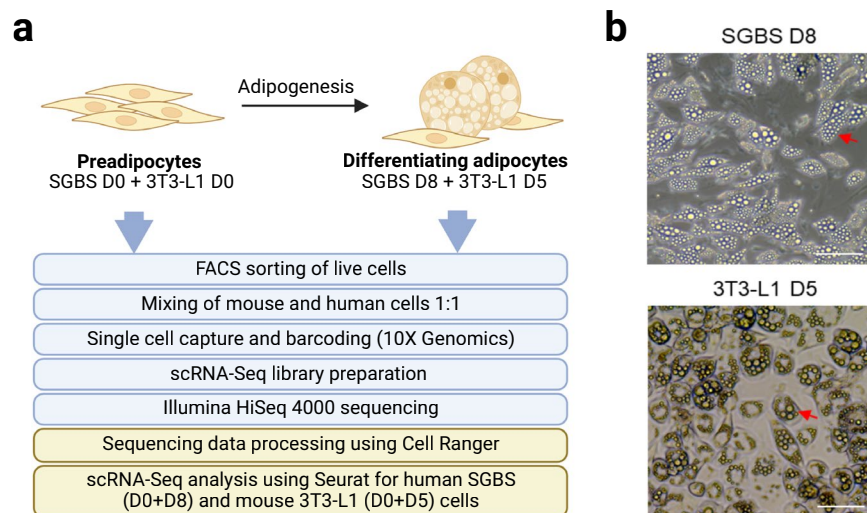 a
Adipogenesis
Preadipocytes
SGBS D0 + 3T3-L1 D0
Differentiating adipocytes
SGBS D8 + 3T3-L1 D5
FACS sorting of live cells
Mixing of mouse and human cells 1:1
Single cell capture and barcoding (10X Genomics)
scRNA-Seq library preparation
Illumina HiSeq 4000 sequencing
Sequencing data processing using Cell Ranger
scRNA-Seq analysis using Seurat for human SGBS
(D0+D8) and mouse 3T3-L1 (D0+D5) cells
b
SGBS D8
3T3-L1 D5